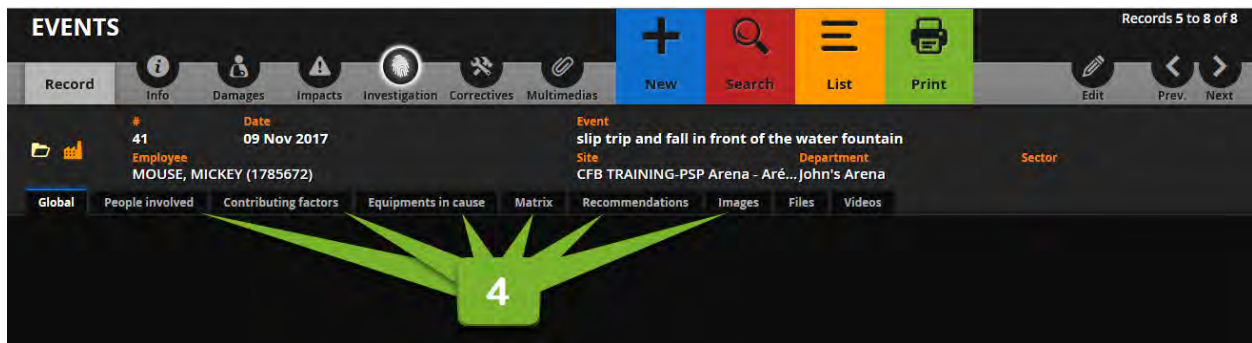 EVENTS
Records 5 to 8 of 8
Record
Info
Damages
Impacts
Investigation
Correctives
Multimedias
New
Search
List
Print
Edit
Prev.
Next
# Date Event
41 09 Nov 2017 slip trip and fall in front of the water fountain
Employee Site Department Sector
MOUSE, MICKEY (1785672) CFB TRAINING-PSP Arena - Aré... John's Arena
Global People involved Contributing factors Equipments in cause Matrix Recommendations Images Files Videos
4